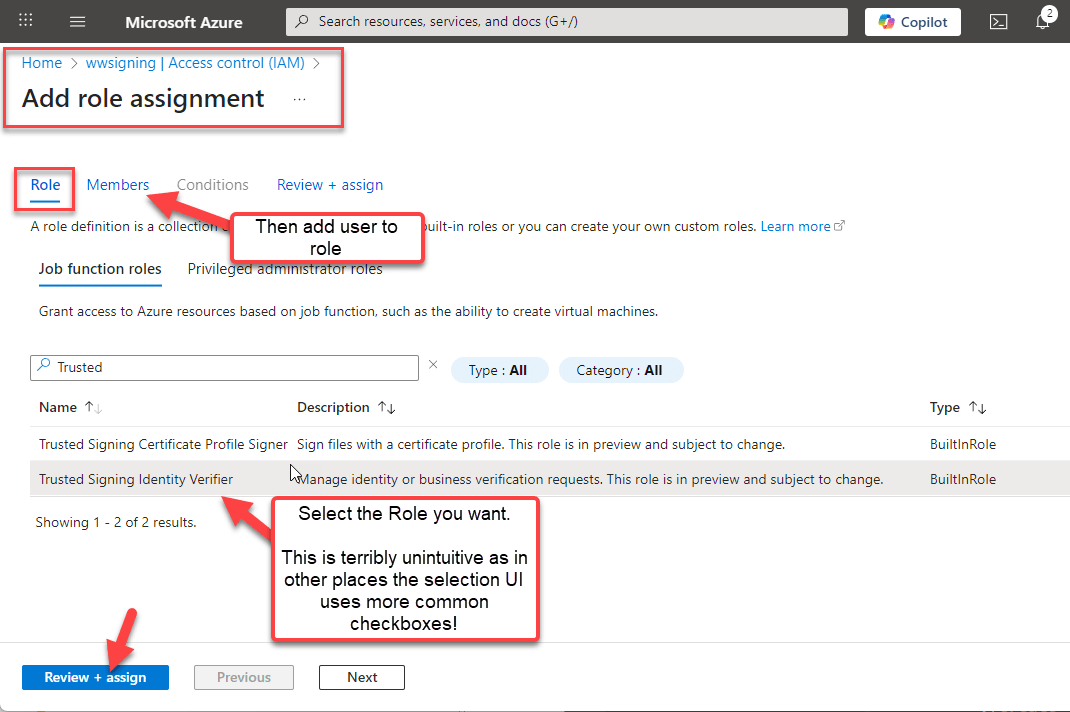 Microsoft Azure
Search resources, services, and docs (G+/)
Copilot
2
Home > wwsigning | Access control (IAM) >
Add role assignment ...
Role Members Conditions Review + assign
Then add user to
role
A role definition is a collection
built-in roles or you can create your own custom roles. Learn more
Job function roles Privileged administrator roles
Grant access to Azure resources based on job function, such as the ability to create virtual machines.
Trusted
Type : All
Category : All
Name ↑↓ Description ↑↓ Type ↑↓
Trusted Signing Certificate Profile Signer Sign files with a certificate profile. This role is in preview and subject to change. BuiltInRole
Trusted Signing Identity Verifier Manage identity or business verification requests. This role is in preview and subject to change. BuiltInRole
Showing 1 - 2 of 2 results.
Select the Role you want.
This is terribly unintuitive as in
other places the selection UI
uses more common
checkboxes!
Review + assign Previous Next